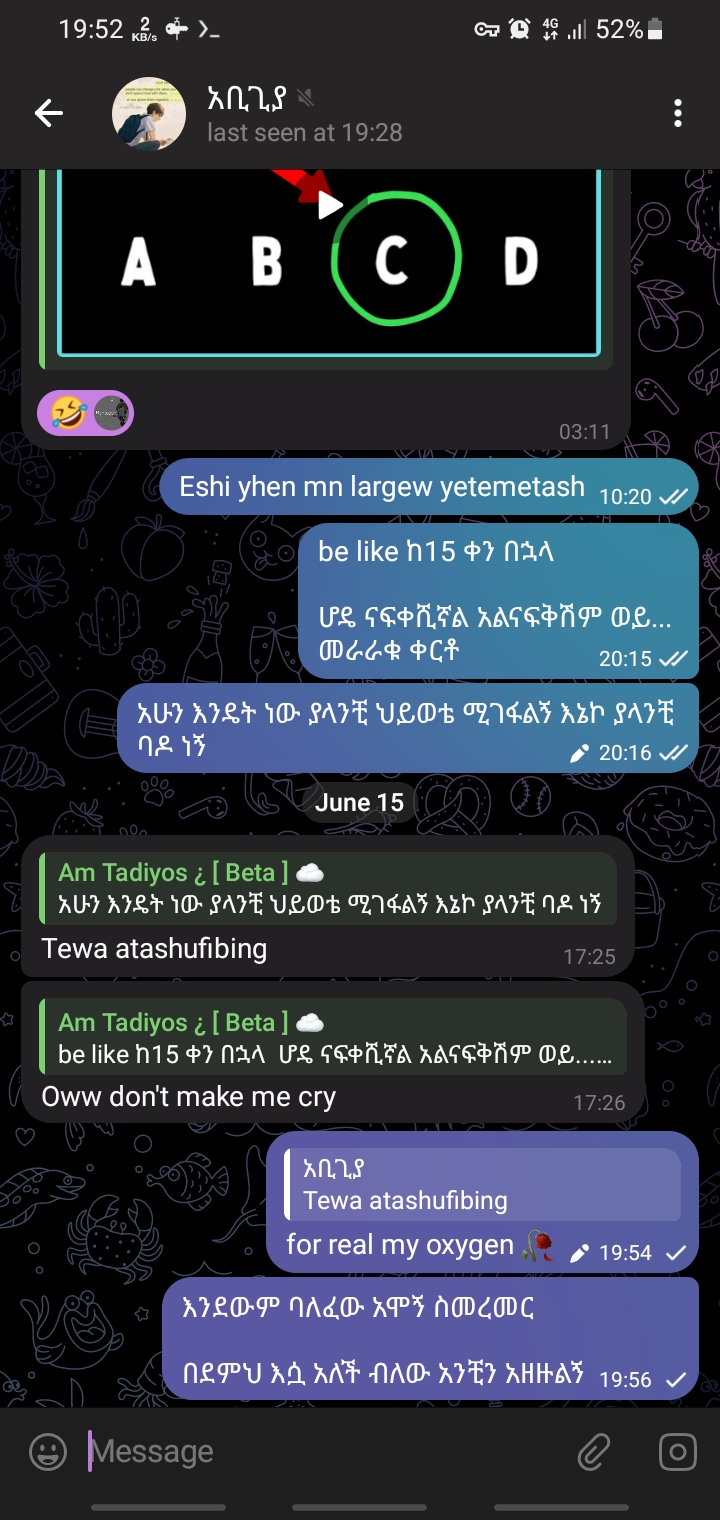 19:52 2 KB/s 4G 52%
አቢጊያ
last seen at 19:28
A B C D
03:11
Eshi yhen mn largew yetemetash 10:20
be like ከ15 ቀን በኋላ
ሆዴ ናፍቀሺኛል አልናፍቅሽም ወይ...
መራራቁ ቀርቶ 20:15
አሁን እንዴት ነው ያላንቺ ህይወቴ ሚገፋልኝ እኔኮ ያላንቺ
ባዶ ነኝ 20:16
June 15
Am Tadiyos ¿ [ Beta ] ☁️
አሁን እንዴት ነው ያላንቺ ህይወቴ ሚገፋልኝ እኔኮ ያላንቺ ባዶ ነኝ
Tewa atashufibing 17:25
Am Tadiyos ¿ [ Beta ] ☁️
be like ከ15 ቀን በኋላ ሆዴ ናፍቀሺኛል አልናፍቅሽም ወይ......
Oww don't make me cry 17:26
አቢጊያ
Tewa atashufibing
for real my oxygen 🥀 19:54
እንደውም ባለፈው አሞኝ ስመረመር
በደምህ እሷ አለች ብለው አንቺን አዘዙልኝ 19:56
Message